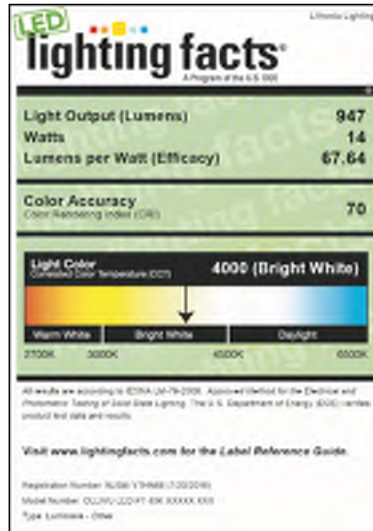 Lithonia Lighting
LED
lighting facts®
A Program of the U.S. DOE
Light Output (Lumens) 947
Watts 14
Lumens per Watt (Efficacy) 67.64
Color Accuracy 70
Color Rendering Index (CRI)
Light Color 4000 (Bright White)
Correlated Color Temperature (CCT)
Warm White Bright White Daylight
2700K 3000K 4500K 6500K
All results are according to IESNA LM-79-2008: Approved Method for the Electrical and
Photometric Testing of Solid-State Lighting. The U.S. Department of Energy (DOE) verifies
product test data and results.
Visit www.lightingfacts.com for the Label Reference Guide.
Registration Number:
Model Number:
Type: Luminaire - Other